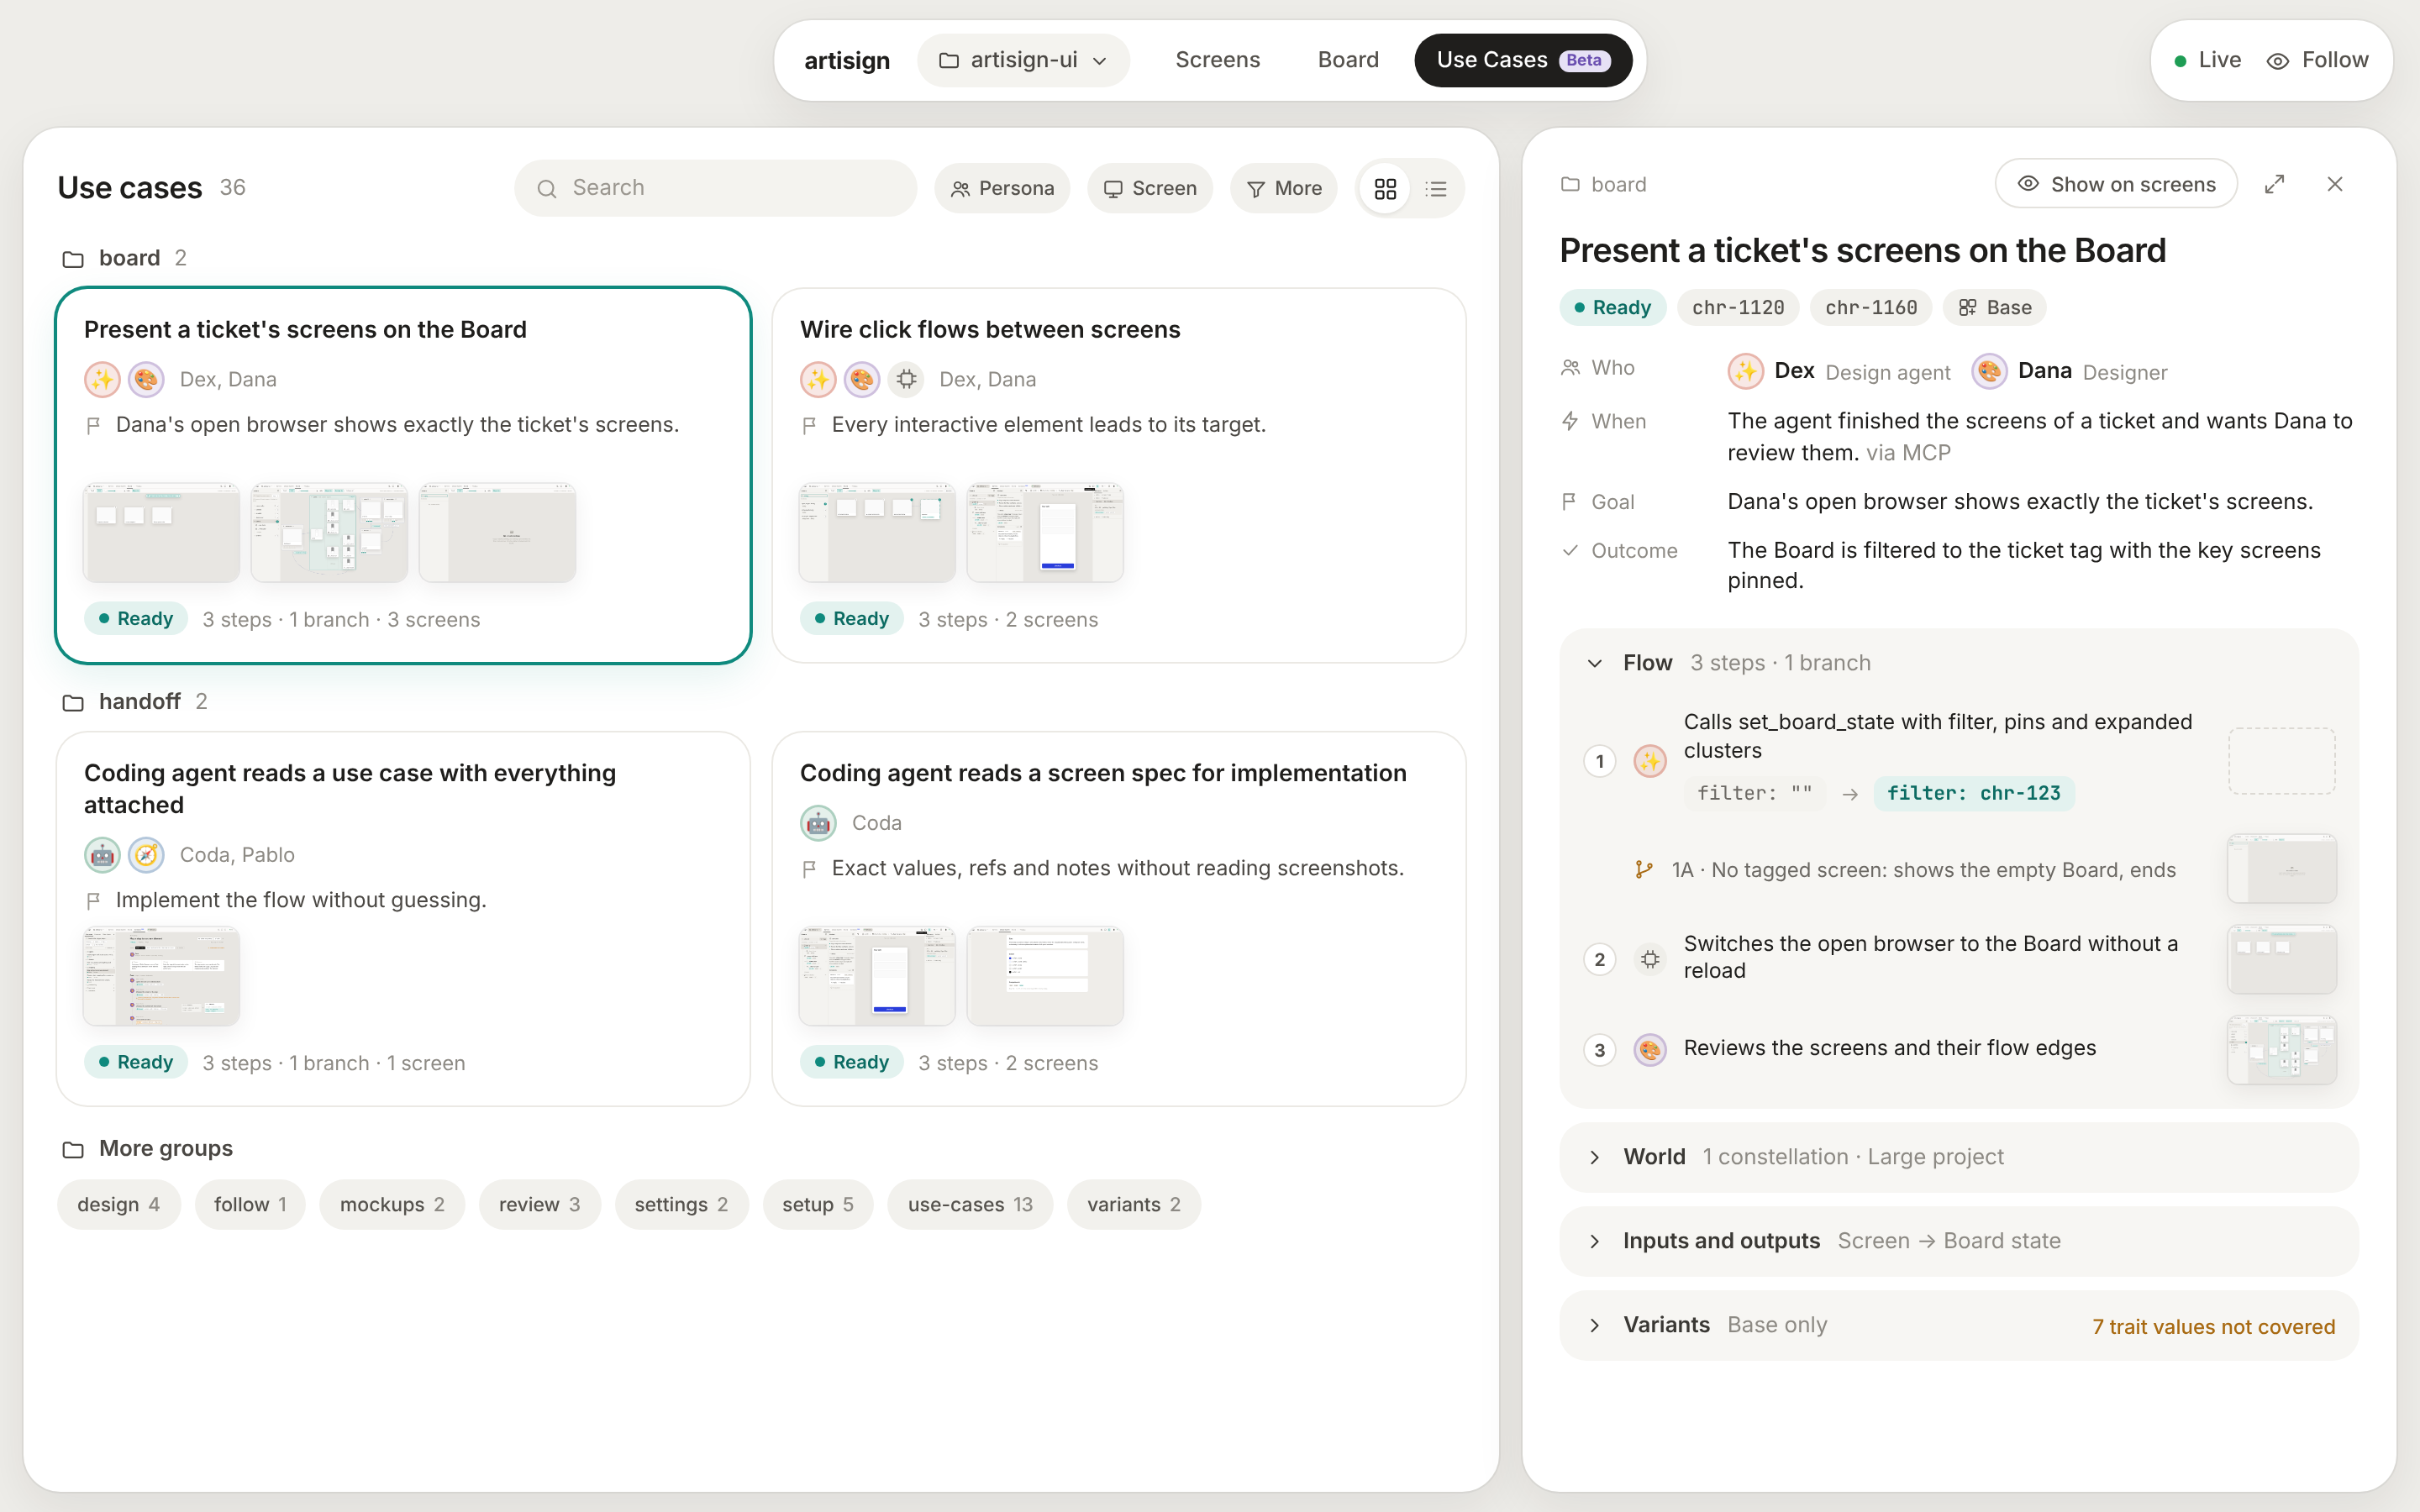 artisign
artisign-ui
Screens
Board
Use Cases Beta
Live
Follow
Use cases 36
Search
Persona
Screen
More
board 2
Present a ticket's screens on the Board
Dex, Dana
Dana's open browser shows exactly the ticket's screens.
Ready 3 steps · 1 branch · 3 screens
Wire click flows between screens
Dex, Dana
Every interactive element leads to its target.
Ready 3 steps · 2 screens
handoff 2
Coding agent reads a use case with everything
attached
Coda, Pablo
Implement the flow without guessing.
Ready 3 steps · 1 branch · 1 screen
Coding agent reads a screen spec for implementation
Coda
Exact values, refs and notes without reading screenshots.
Ready 3 steps · 2 screens
More groups
design 4
follow 1
mockups 2
review 3
settings 2
setup 5
use-cases 13
variants 2
board
Show on screens
Present a ticket's screens on the Board
Ready chr-1120 chr-1160 Base
Who Dex Design agent Dana Designer
When The agent finished the screens of a ticket and wants Dana to
review them. via MCP
Goal Dana's open browser shows exactly the ticket's screens.
Outcome The Board is filtered to the ticket tag with the key screens
pinned.
Flow 3 steps · 1 branch
1 Calls set_board_state with filter, pins and expanded
clusters
filter: "" → filter: chr-123
1A · No tagged screen: shows the empty Board, ends
2 Switches the open browser to the Board without a
reload
3 Reviews the screens and their flow edges
World 1 constellation · Large project
Inputs and outputs Screen → Board state
Variants Base only 7 trait values not covered